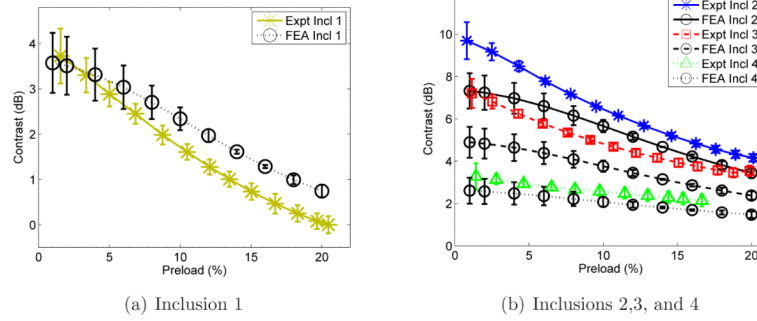 Expt Incl 1
FEA Incl 1
4
3
2
1
0
Contrast (dB)
0
5
10
15
20
Preload (%)
(a) Inclusion 1
Expt Incl 2
FEA Incl 2
Expt Incl 3
FEA Incl 3
Expt Incl 4
FEA Incl 4
10
8
6
4
2
0
Contrast (dB)
0
5
10
15
20
Preload (%)
(b) Inclusions 2,3, and 4